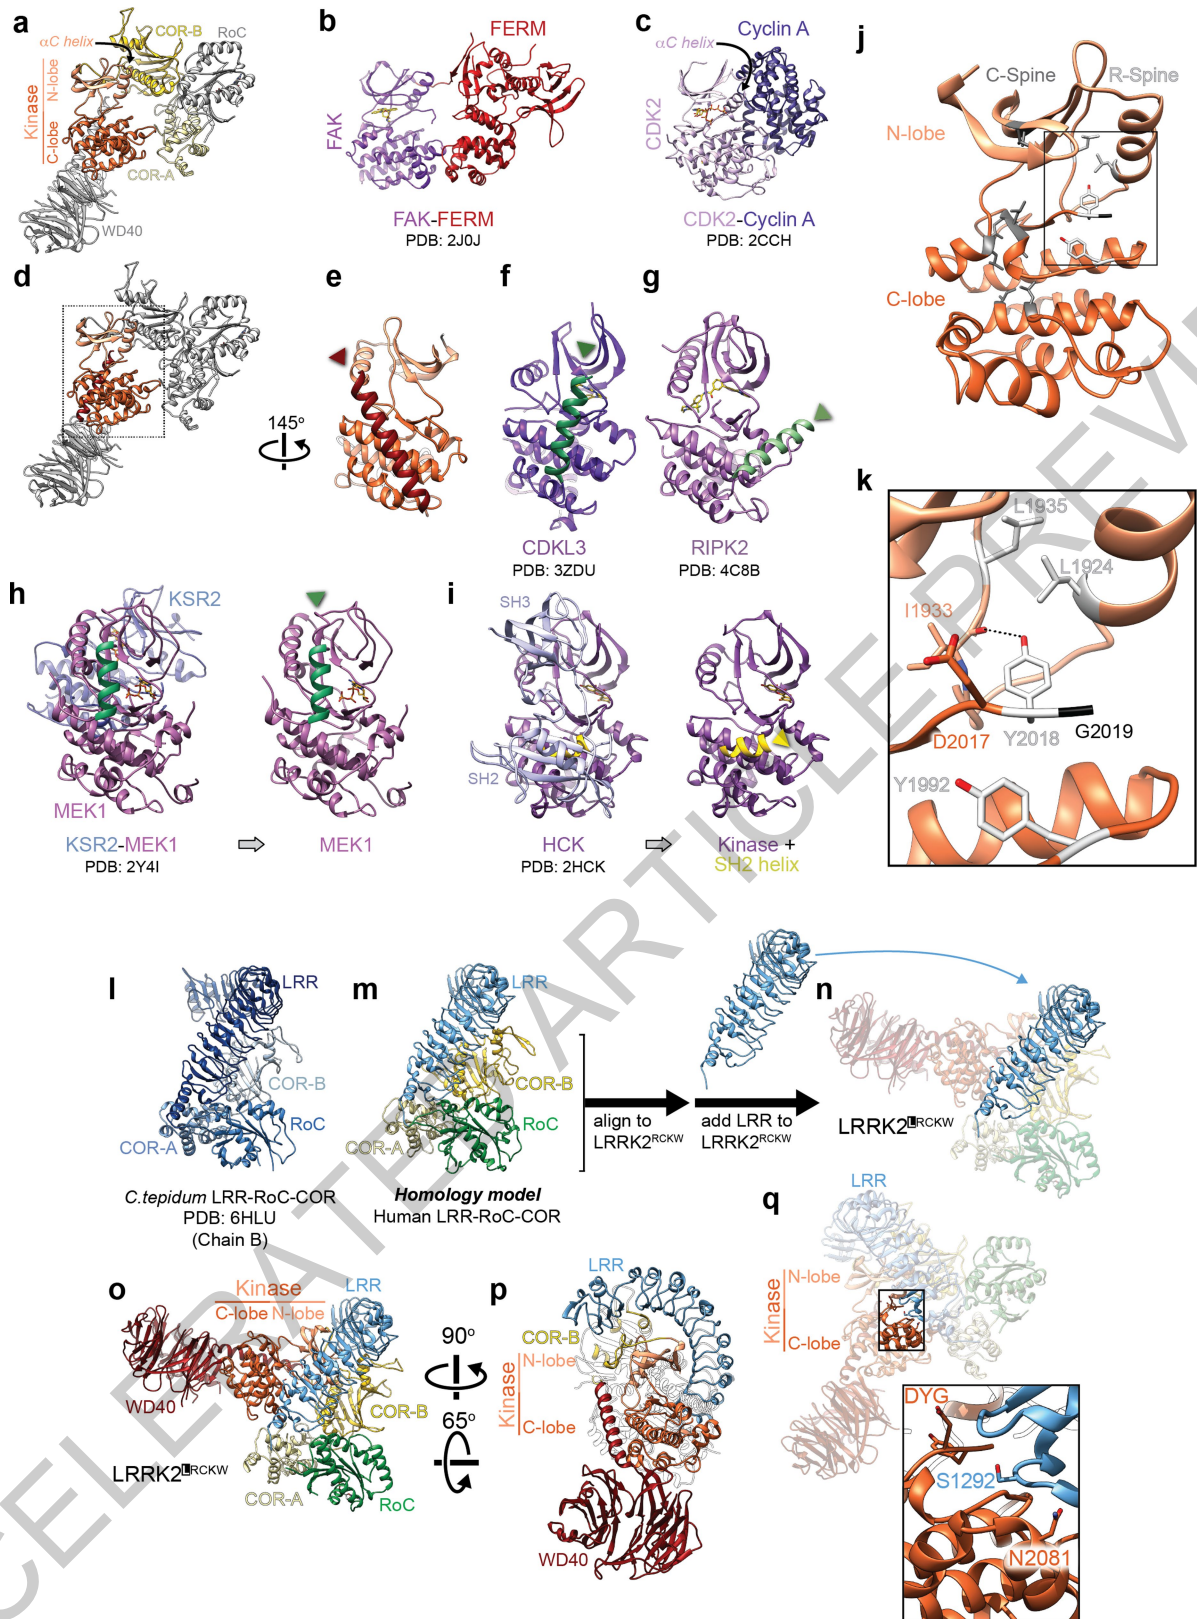 a
COR-B
RoC
αC helix
Kinase
N-lobe
C-lobe
COR-A
WD40
b
FERM
FAK
FAK-FERM
PDB: 2J0J
c
Cyclin A
αC helix
CDK2
CDK2-Cyclin A
PDB: 2CCH
j
C-Spine
R-Spine
N-lobe
C-lobe
d
e
145º
f
CDKL3
PDB: 3ZDU
g
RIPK2
PDB: 4C8B
k
L1935
L1924
I1933
D2017
Y2018
G2019
Y1992
h
KSR2
MEK1
KSR2-MEK1
PDB: 2Y4I
MEK1
i
SH3
SH2
HCK
PDB: 2HCK
Kinase +
SH2 helix
l
LRR
COR-B
RoC
COR-A
C.tepidum LRR-RoC-COR
PDB: 6HLU
(Chain B)
m
LRR
COR-B
RoC
COR-A
Homology model
Human LRR-RoC-COR
align to
LRRK2RCKW
add LRR to
LRRK2RCKW
n
LRRK2LRCKW
o
Kinase
C-lobe N-lobe
LRR
WD40
COR-B
COR-A
RoC
LRRK2LRCKW
90º
65º
p
LRR
COR-B
Kinase
N-lobe
C-lobe
WD40
q
LRR
Kinase
N-lobe
C-lobe
DYG
S1292
N2081
CELERATED ARTICLE PREVI